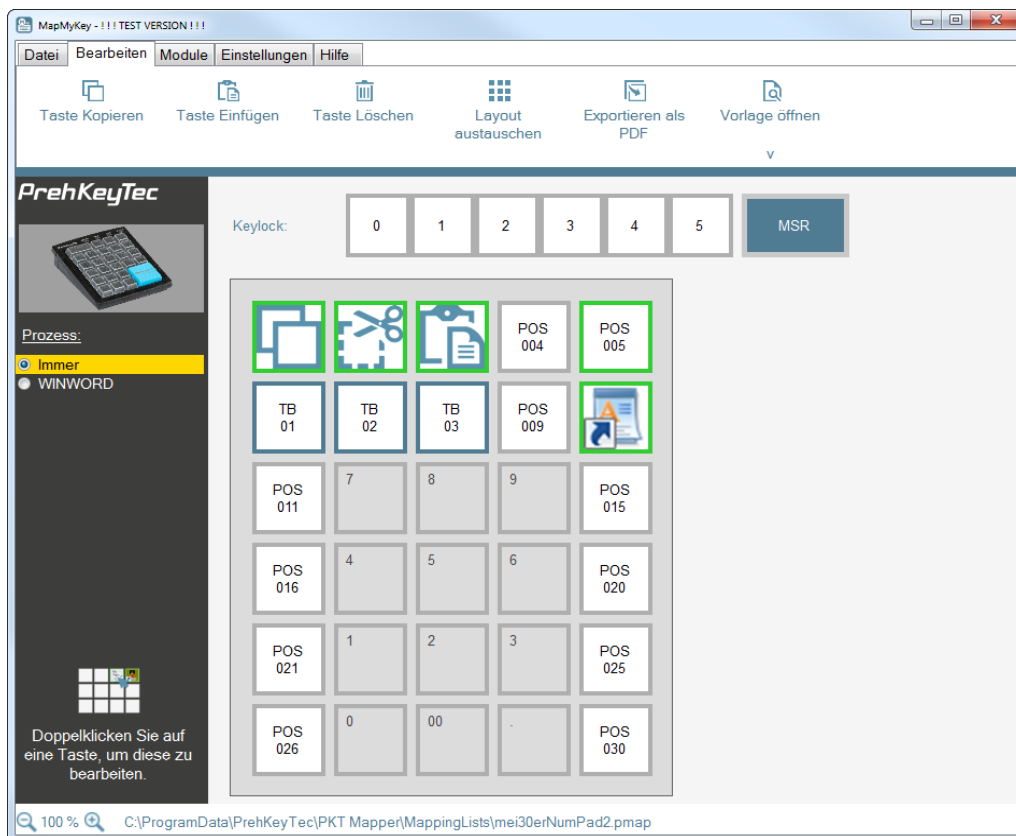 MapMyKey - ! ! ! TEST VERSION ! ! !
Datei Bearbeiten Module Einstellungen Hilfe
Taste Kopieren Taste Einfügen Taste Löschen Layout austauschen Exportieren als PDF Vorlage öffnen
v
PrehKeyTec
Prozess:
Immer
WINWORD
Doppelklicken Sie auf
eine Taste, um diese zu
bearbeiten.
Keylock: 0 1 2 3 4 5 MSR
POS 004 POS 005
TB 01 TB 02 TB 03 POS 009
POS 011 7 8 9 POS 015
POS 016 4 5 6 POS 020
POS 021 1 2 3 POS 025
POS 026 0 00 . POS 030
100 % C:\ProgramData\PrehKeyTec\PKT Mapper\MappingLists\mei30erNumPad2.pmap